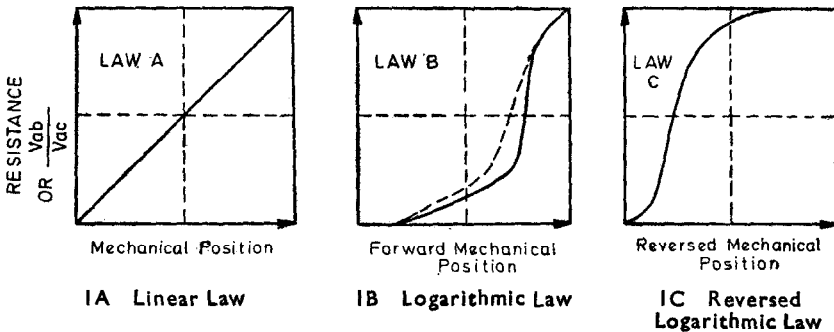 RESISTANCE
OR Vab
Vac
LAW A
Mechanical Position
1A Linear Law
LAW B
Forward Mechanical
Position
1B Logarithmic Law
LAW
C
Reversed Mechanical
Position
1C Reversed
Logarithmic Law